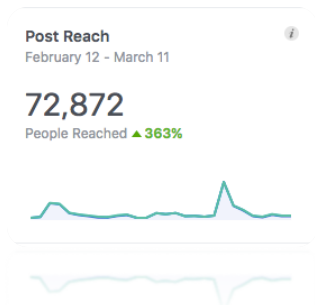 Post Reach
February 12 - March 11
72,872
People Reached ▲ 363%
i